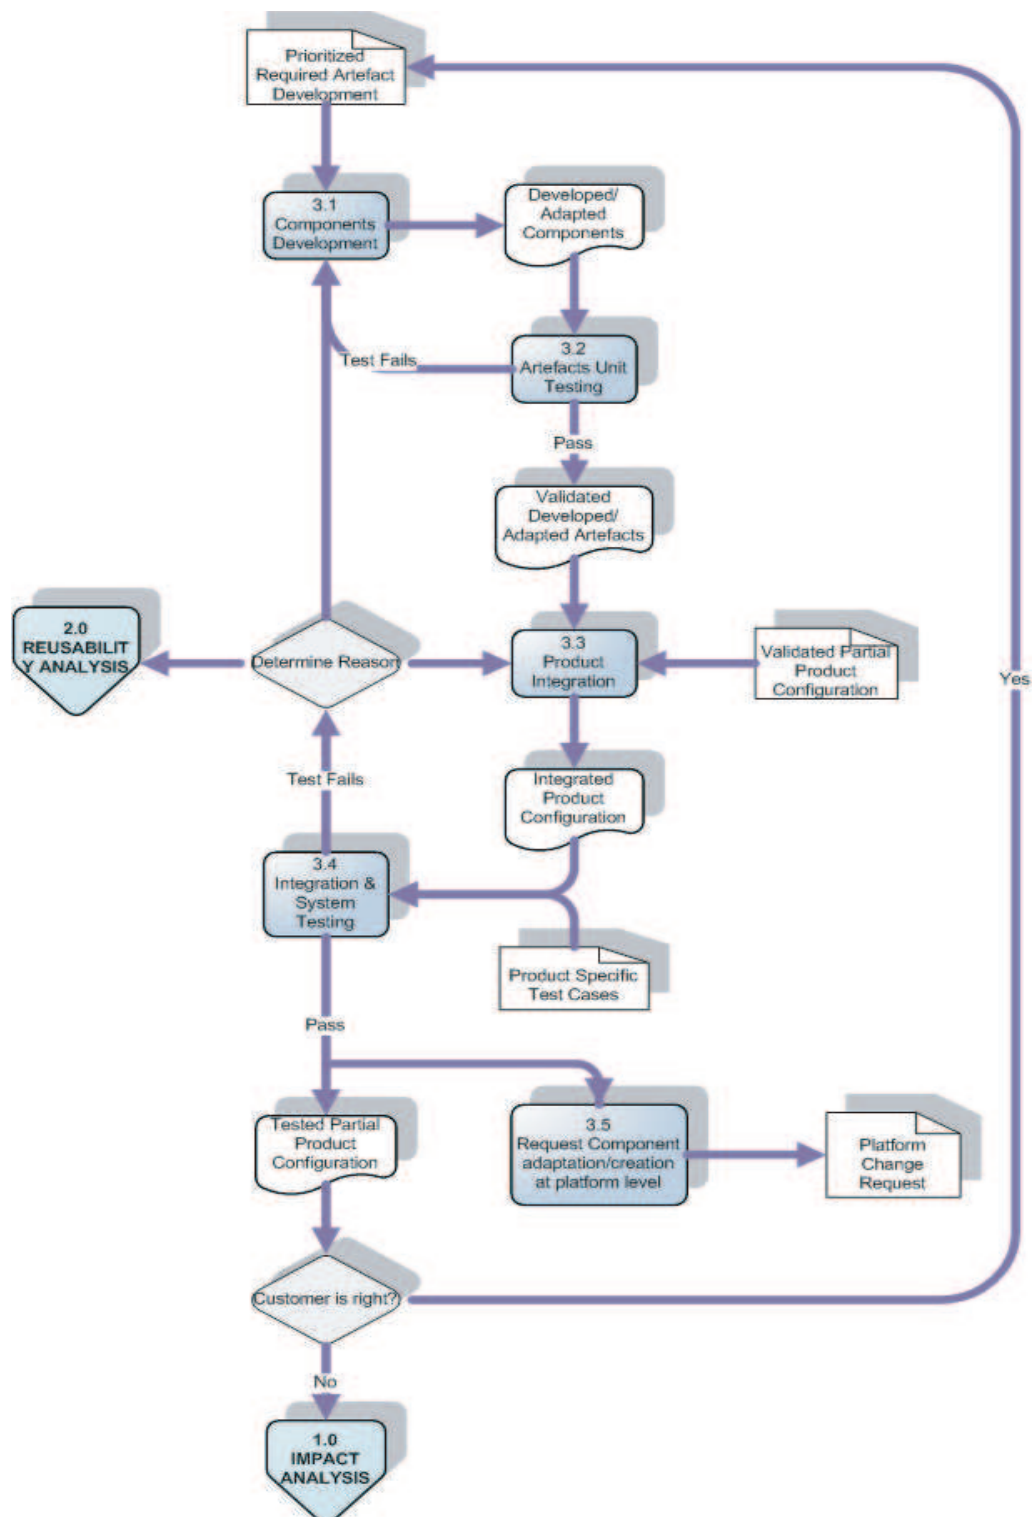 Prioritized
Required Artefact
Development
3.1
Components
Development
Developed/
Adapted
Components
3.2
Artefacts Unit
Testing
Test Fails
Pass
Validated
Developed/
Adapted Artefacts
2.0
REUSABILIT
Y ANALYSIS
Determine Reason
3.3
Product
Integration
Validated Partial
Product
Configuration
Yes
Test Fails
Integrated
Product
Configuration
3.4
Integration &
System
Testing
Product Specific
Test Cases
Pass
Tested Partial
Product
Configuration
3.5
Request Component
adaptation/creation
at platform level
Platform
Change
Request
Customer is right?
No
1.0
IMPACT
ANALYSIS